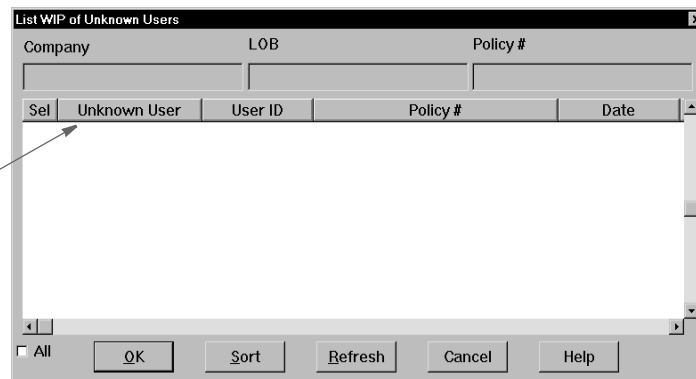 List WIP of Unknown Users
Company LOB Policy #
Sel Unknown User User ID Policy # Date
All OK Sort Refresh Cancel Help